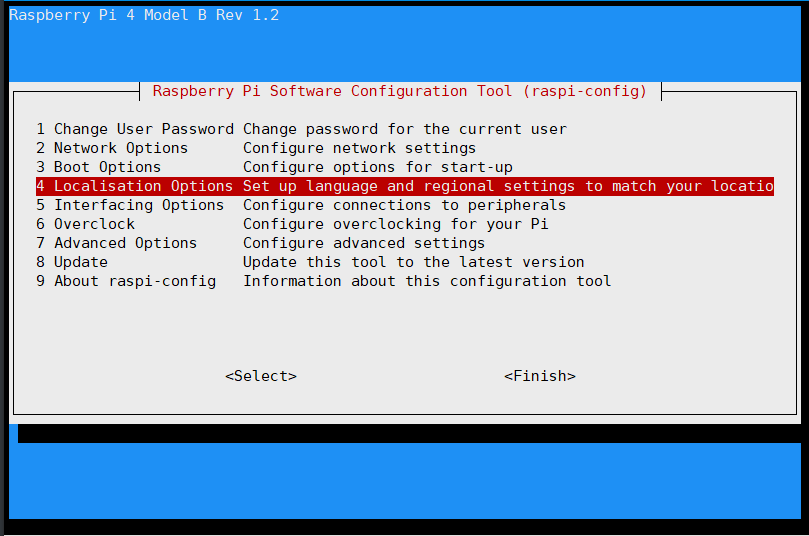 Raspberry Pi 4 Model B Rev 1.2
Raspberry Pi Software Configuration Tool (raspi-config)
1 Change User Password Change password for the current user
2 Network Options Configure network settings
3 Boot Options Configure options for start-up
4 Localisation Options Set up language and regional settings to match your locatio
5 Interfacing Options Configure connections to peripherals
6 Overclock Configure overclocking for your Pi
7 Advanced Options Configure advanced settings
8 Update Update this tool to the latest version
9 About raspi-config Information about this configuration tool
<Select> <Finish>